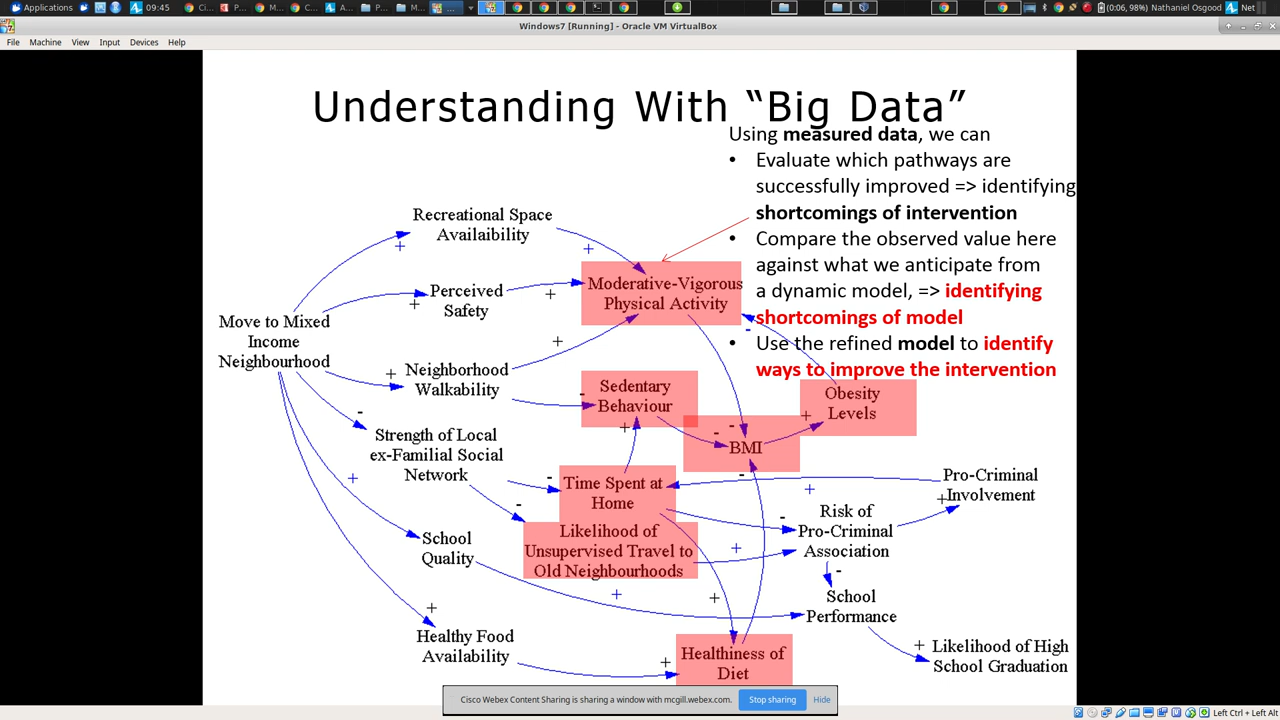 Applications
09:45
(0:06, 98%)
Nathaniel Osgood
Net
Windows7 [Running] - Oracle VM VirtualBox
File
Machine
View
Input
Devices
Help
Understanding With “Big Data”
Using measured data, we can
• Evaluate which pathways are
successfully improved => identifying
shortcomings of intervention
• Compare the observed value here
against what we anticipate from
a dynamic model, => identifying
shortcomings of model
• Use the refined model to identify
ways to improve the intervention
Recreational Space
Availaibility
Moderative-Vigorous
Physical Activity
Perceived
Safety
Move to Mixed
Income
Neighbourhood
Neighborhood
Walkability
Sedentary
Behaviour
Obesity
Levels
BMI
Strength of Local
ex-Familial Social
Network
Time Spent at
Home
Pro-Criminal
Involvement
Risk of
Pro-Criminal
Association
Likelihood of
Unsupervised Travel to
Old Neighbourhoods
School
Quality
School
Performance
Healthy Food
Availability
Healthiness of
Diet
Likelihood of High
School Graduation
Cisco Webex Content Sharing is sharing a window with mcgill.webex.com.
Stop sharing
Hide
Left Ctrl + Left Alt